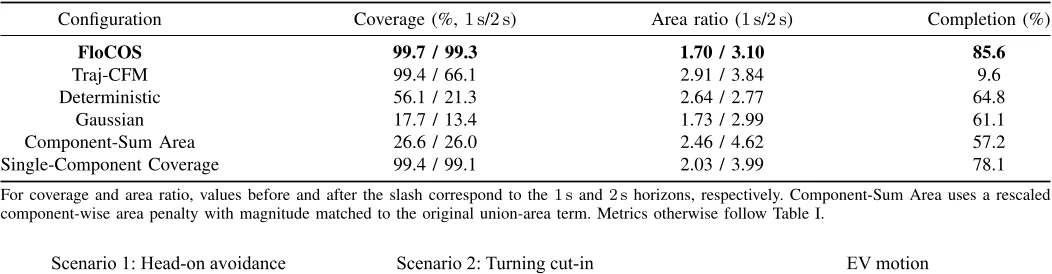 Configuration Coverage (%, 1 s/2 s) Area ratio (1 s/2 s) Completion (%)
FloCOS 99.7 / 99.3 1.70 / 3.10 85.6
Traj-CFM 99.4 / 66.1 2.91 / 3.84 9.6
Deterministic 56.1 / 21.3 2.64 / 2.77 64.8
Gaussian 17.7 / 13.4 1.73 / 2.99 61.1
Component-Sum Area 26.6 / 26.0 2.46 / 4.62 57.2
Single-Component Coverage 99.4 / 99.1 2.03 / 3.99 78.1
For coverage and area ratio, values before and after the slash correspond to the 1 s and 2 s horizons, respectively. Component-Sum Area uses a rescaled
component-wise area penalty with magnitude matched to the original union-area term. Metrics otherwise follow Table I.
Scenario 1: Head-on avoidance Scenario 2: Turning cut-in EV motion